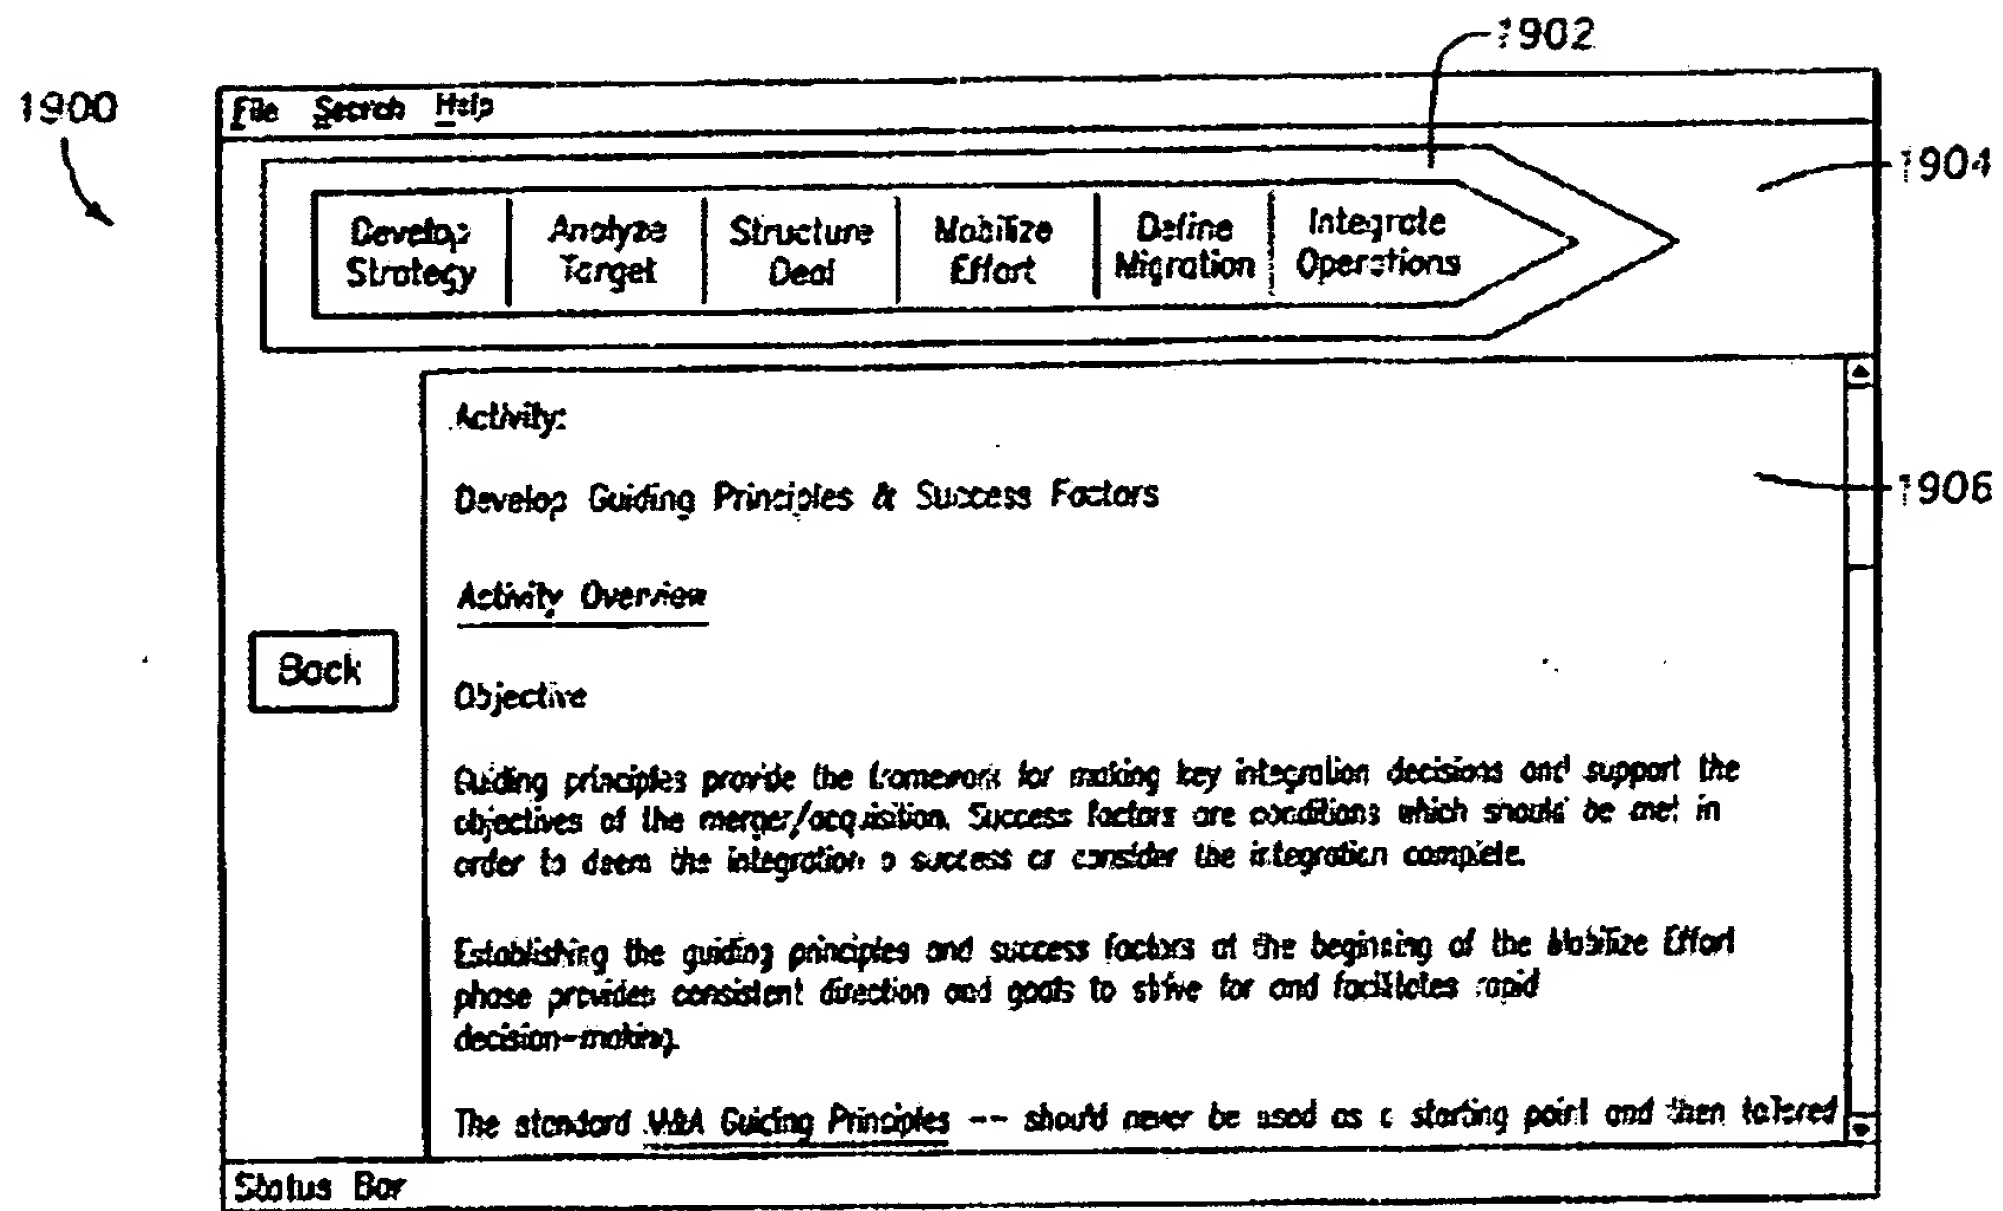 1902
1900
File Search Help
1904
Develop Strategy
Analyze Target
Structure Deal
Mobilize Effort
Define Migration
Integrate Operations
Activity:
1906
Develop Guiding Principles & Success Factors
Activity Overview
Back
Objective
Guiding principles provide the framework for making key integration decisions and support the
objectives of the merger/acquisition. Success factors are conditions which should be met in
order to deem the integration a success or consider the integration complete.
Establishing the guiding principles and success factors at the beginning of the Mobilize Effort
phase provides consistent direction and goals to strive for and facilitates rapid
decision-making.
The standard M&A Guiding Principles -- should never be used as a starting point and then tailored
Status Bar